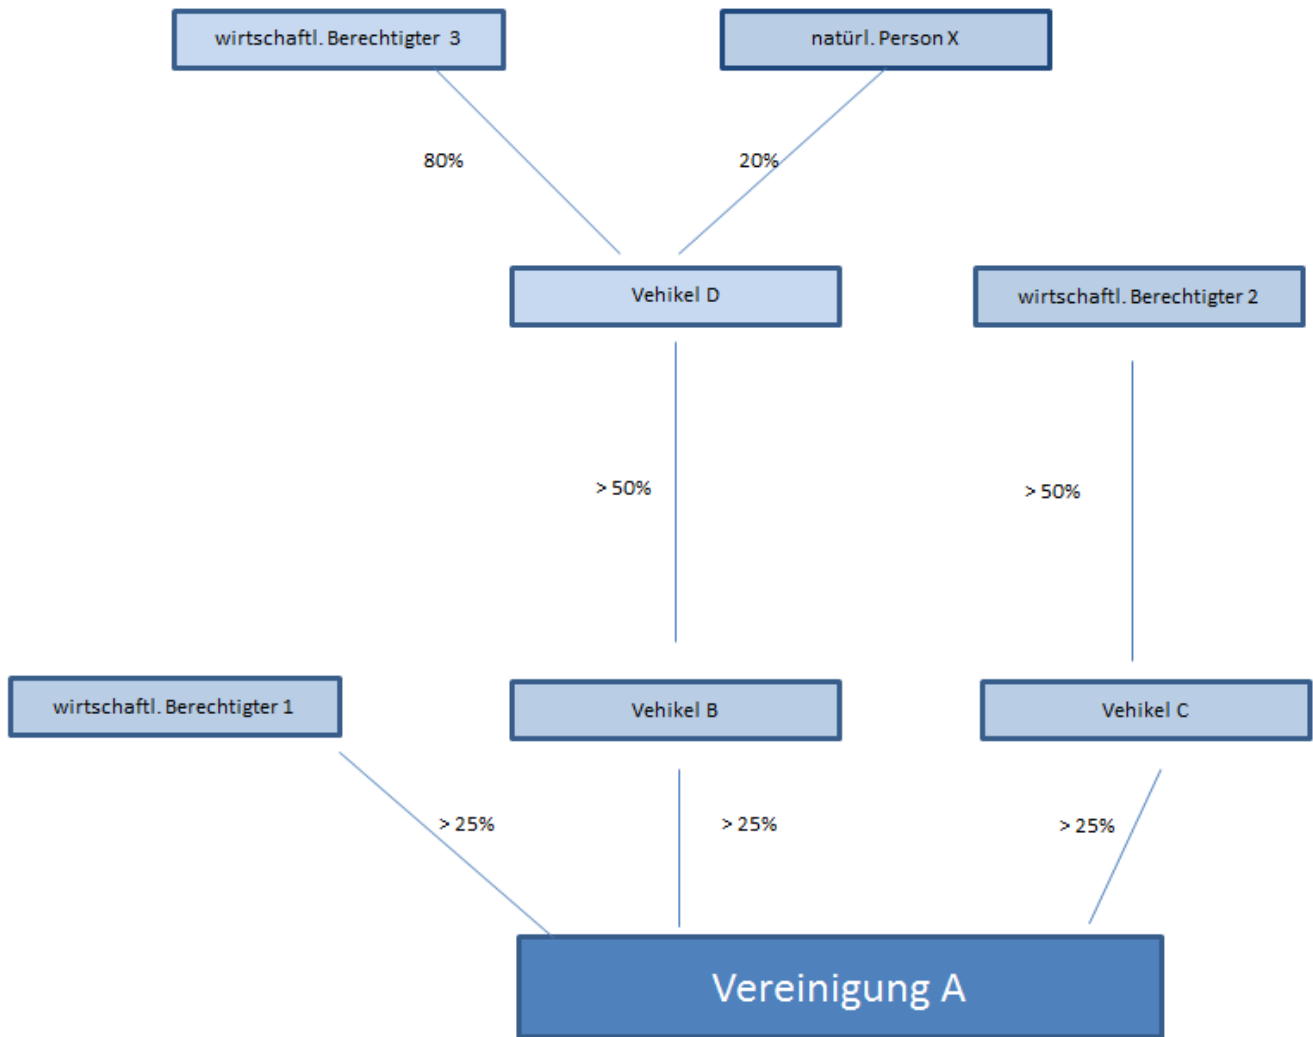 wirtschaftl. Berechtigter 3
natürl. Person X
80%
20%
Vehikel D
wirtschaftl. Berechtigter 2
> 50%
> 50%
wirtschaftl. Berechtigter 1
Vehikel B
Vehikel C
> 25%
> 25%
> 25%
Vereinigung A